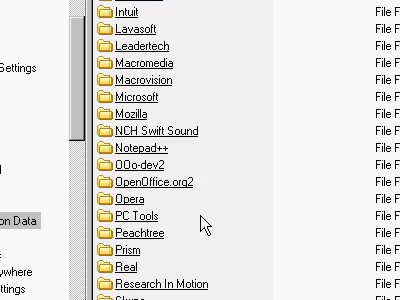 Intuit File F
Lavasoft File F
Leadertech File F
Macromedia File F
Settings
Macrovision File F
Microsoft File F
Mozilla File F
NCH Swift Sound File F
Notepad++ File F
OOo-dev2 File F
OpenOffice.org2 File F
Opera File F
PC Tools File F
on Data
Peachtree File F
Prism File F
Real File F
ywhere
Research In Motion File F
ttings